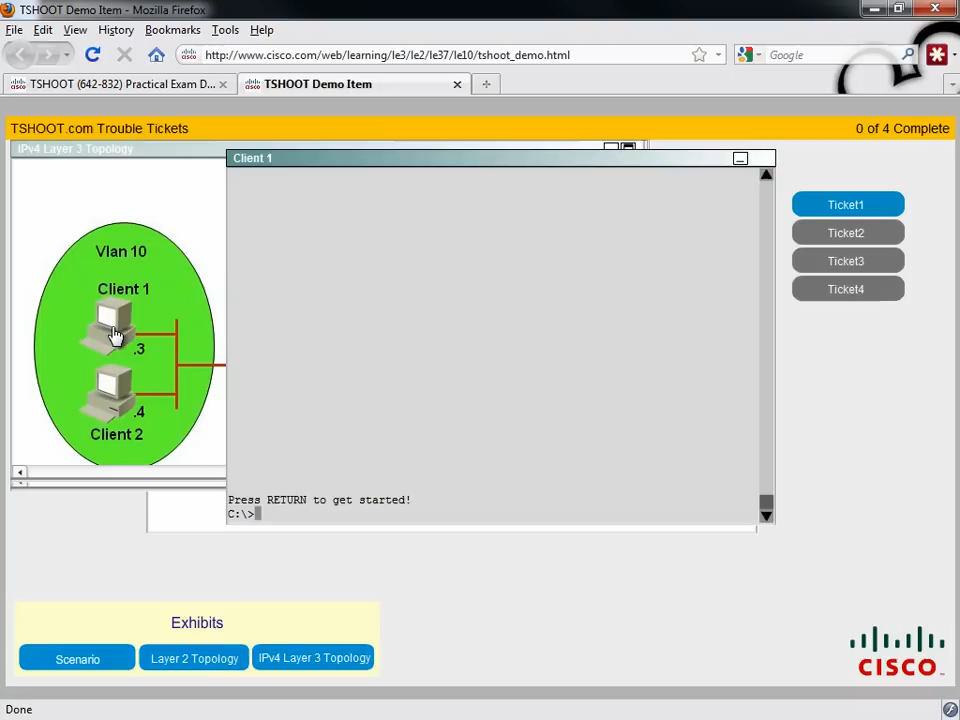 TSHOOT Demo Item - Mozilla Firefox
File Edit View History Bookmarks Tools Help
http://www.cisco.com/web/learning/le3/le2/le37/le10/tshoot_demo.html
Google
TSHOOT (642-832) Practical Exam D...
TSHOOT Demo Item
TSHOOT.com Trouble Tickets
0 of 4 Complete
IPv4 Layer 3 Topology
Client 1
Ticket1
Ticket2
Ticket3
Ticket4
Vlan 10
Client 1
.3
.4
Client 2
Press RETURN to get started!
C:\>
Exhibits
Scenario
Layer 2 Topology
IPv4 Layer 3 Topology
CISCO
Done